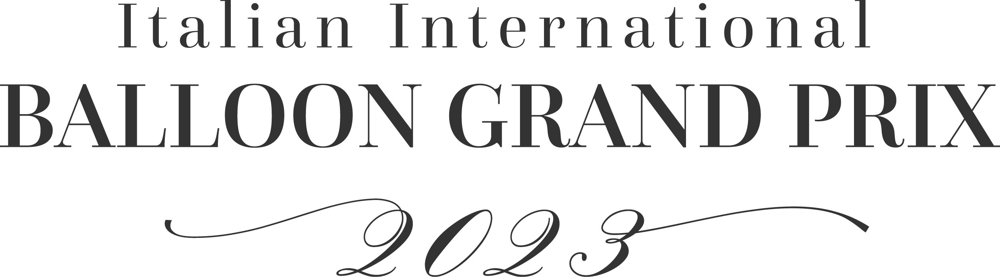 Italian International
BALLOON GRAND PRIX
2023